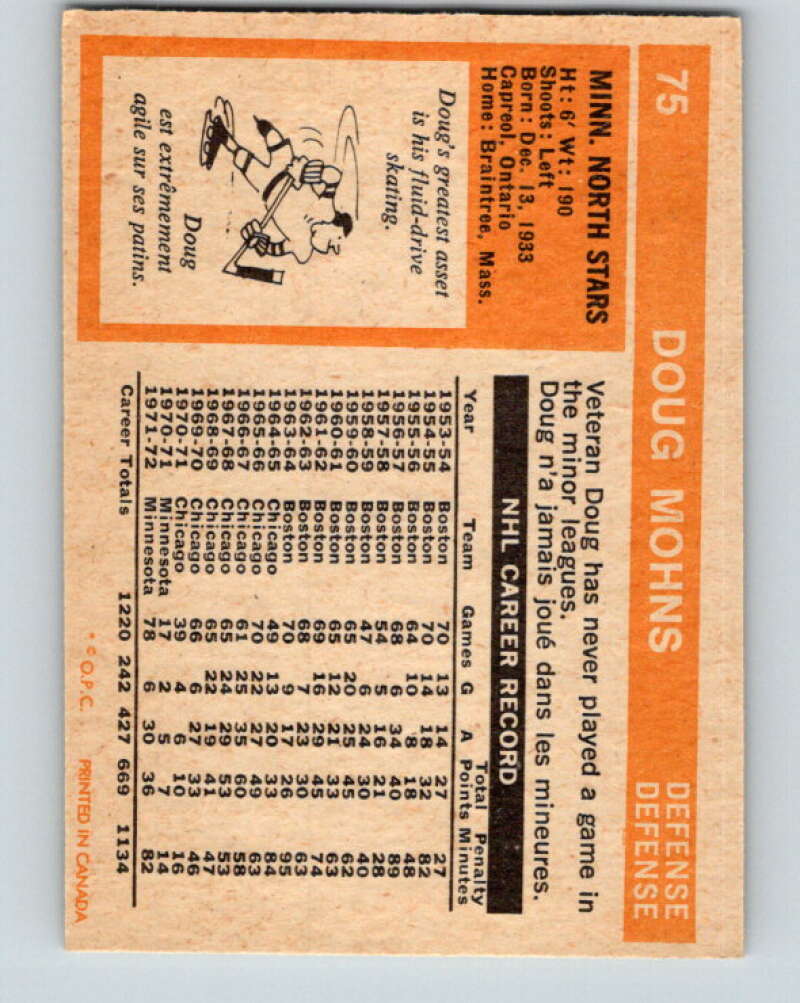 75 DOUG MOHNS DEFENSE
DEFENSE
MINN. NORTH STARS
Ht: 6' Wt: 190
Shoots: Left
Born: Dec. 13, 1933
Capreol, Ontario
Home: Braintree, Mass.
Doug's greatest asset
is his fluid-drive
skating.
Doug
est extrêmement
agile sur ses patins.
Veteran Doug has never played a game in
the minor leagues.
Doug n'a jamais joué dans les mineures.
NHL CAREER RECORD
Total Penalty
Year Team Games G A Points Minutes
1953-54 Boston 70 13 14 27 27
1954-55 Boston 70 14 18 32 82
1955-56 Boston 64 10 8 18 48
1956-57 Boston 68 6 34 40 89
1957-58 Boston 54 5 16 21 28
1958-59 Boston 47 6 24 30 40
1959-60 Boston 65 20 25 45 62
1960-61 Boston 65 12 21 33 63
1961-62 Boston 69 16 29 45 74
1962-63 Boston 68 7 23 30 63
1963-64 Boston 70 9 17 26 95
1964-65 Chicago 49 13 20 33 84
1965-66 Chicago 70 22 27 49 63
1966-67 Chicago 61 25 35 60 58
1967-68 Chicago 65 24 29 53 53
1968-69 Chicago 65 22 19 41 47
1969-70 Chicago 66 6 27 33 46
1970-71 Chicago 39 4 6 10 16
1970-71 Minnesota 17 2 5 7 14
1971-72 Minnesota 78 6 30 36 82
Career Totals 1220 242 427 669 1134
* © O.P.C. PRINTED IN CANADA